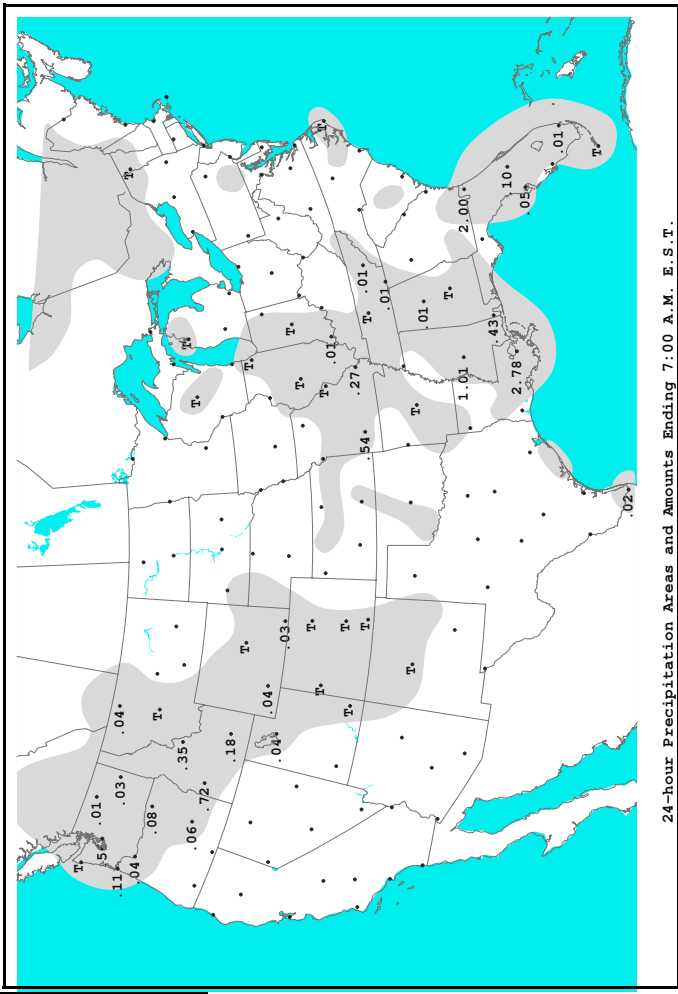 T
.01
5
.11
.04
.03
T
.04
.08
T
.35
T
.06
T
.72
.18
T
T
.04
.04
.03
T
T
T
T
T
T
.01
T
T
.27
.01
T
.54
T
.01
T
T
.01
T
1.01
2.00
.43
.10
2.78
.05
.01
T
.02
24-hour Precipitation Areas and Amounts Ending 7:00 A.M. E.S.T.